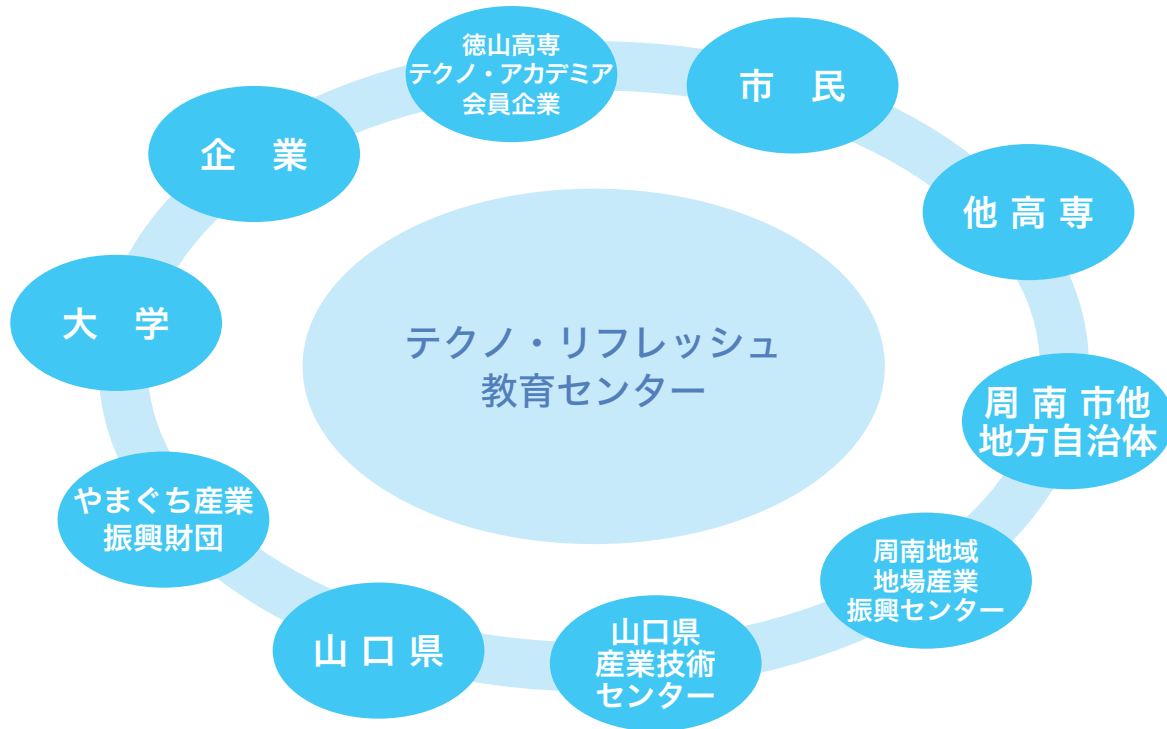 徳山高専
テクノ・アカデミア
会員企業
市　民
企　業
他 高 専
大　学
テクノ・リフレッシュ
教育センター
周 南 市他
地方自治体
やまぐち産業
振興財団
周南地域
地場産業
振興センター
山 口 県
山口県
産業技術
センター